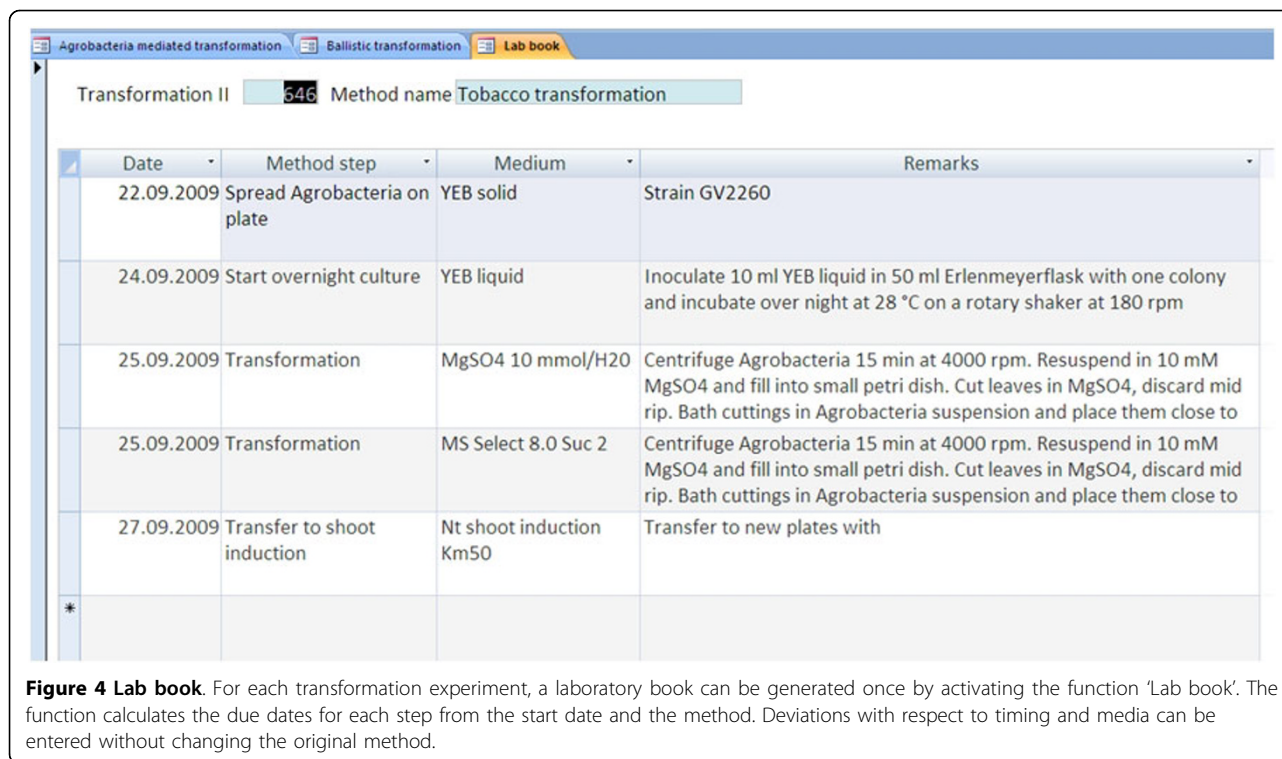 Agrobacteria mediated transformation Ballistic transformation Lab book
Transformation II 646 Method name Tobacco transformation
Date Method step Medium Remarks
22.09.2009 Spread Agrobacteria on YEB solid Strain GV2260
plate
24.09.2009 Start overnight culture YEB liquid Inoculate 10 ml YEB liquid in 50 ml Erlenmeyerflask with one colony
and incubate over night at 28 °C on a rotary shaker at 180 rpm
25.09.2009 Transformation MgSO4 10 mmol/H20 Centrifuge Agrobacteria 15 min at 4000 rpm. Resuspend in 10 mM
MgSO4 and fill into small petri dish. Cut leaves in MgSO4, discard mid
rip. Bath cuttings in Agrobacteria suspension and place them close to
25.09.2009 Transformation MS Select 8.0 Suc 2 Centrifuge Agrobacteria 15 min at 4000 rpm. Resuspend in 10 mM
MgSO4 and fill into small petri dish. Cut leaves in MgSO4, discard mid
rip. Bath cuttings in Agrobacteria suspension and place them close to
27.09.2009 Transfer to shoot Nt shoot induction Transfer to new plates with
induction Km50
Figure 4 Lab book. For each transformation experiment, a laboratory book can be generated once by activating the function ‘Lab book’. The
function calculates the due dates for each step from the start date and the method. Deviations with respect to timing and media can be
entered without changing the original method.